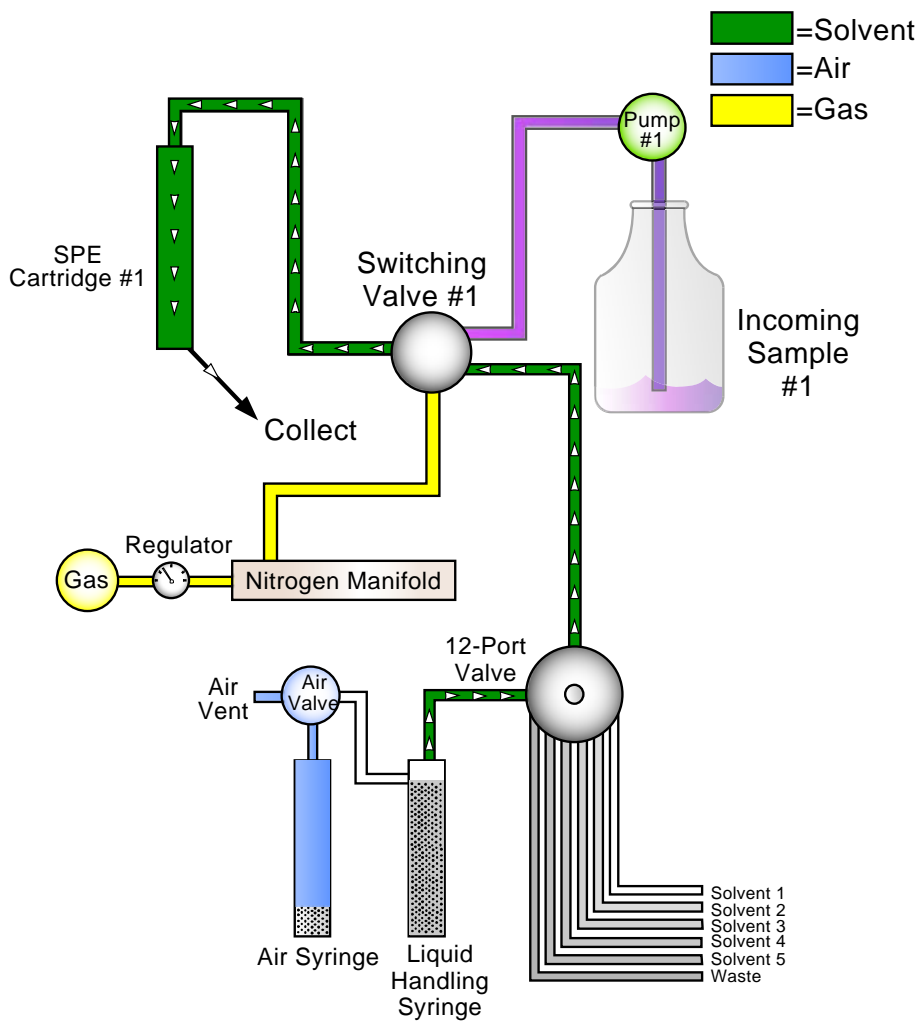 =Solvent
=Air
=Gas
Pump
#1
SPE
Cartridge #1
Switching
Valve #1
Incoming
Sample
#1
Collect
Regulator
Gas
Nitrogen Manifold
12-Port
Valve
Air
Vent
Air
Valve
Solvent 1
Solvent 2
Solvent 3
Solvent 4
Solvent 5
Waste
Air Syringe
Liquid
Handling
Syringe